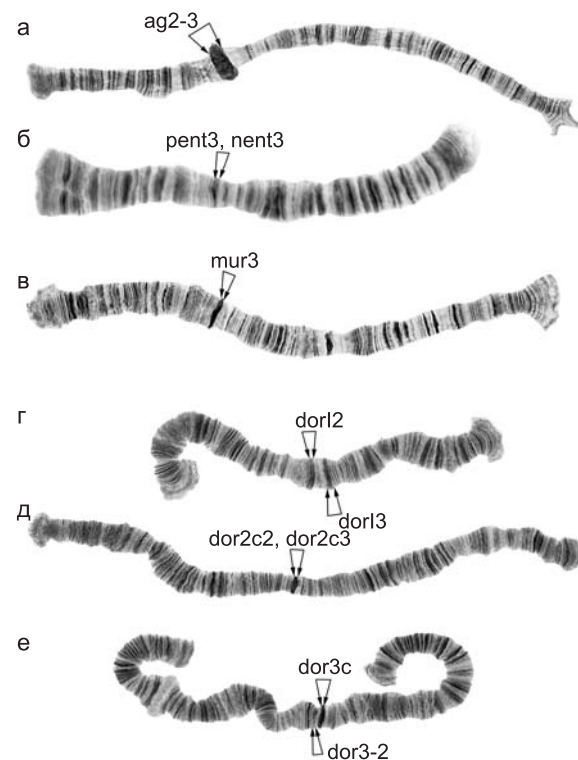 а
ag2-3
б
pent3, nent3
в
mur3
г
dorl2
dorl3
д
dor2c2, dor2c3
е
dor3c
dor3-2